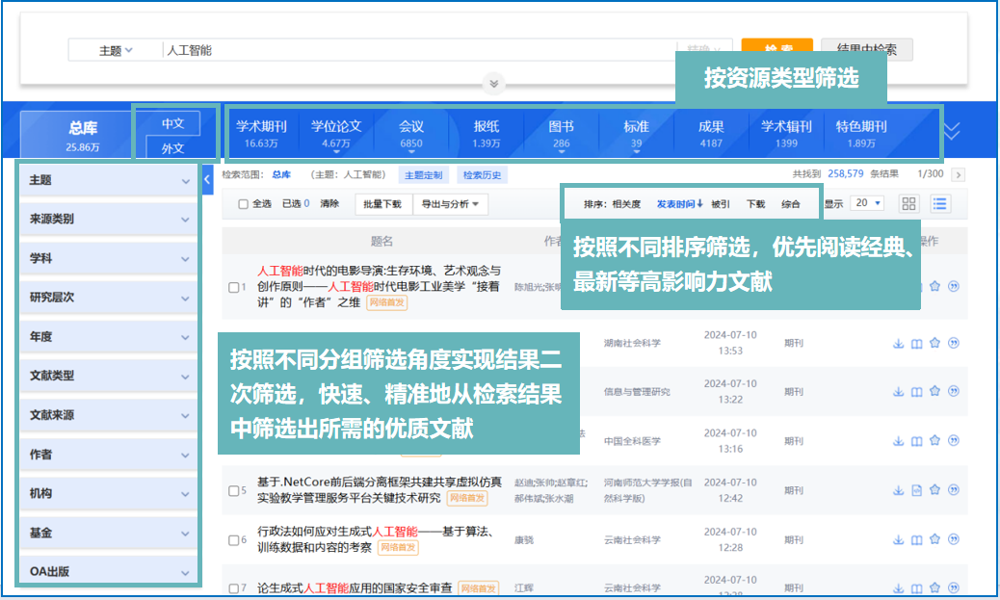 主题 人工智能 检索 结果中检索
按资源类型筛选
总库
25.86万
中文
外文
学术期刊 学位论文 会议 报纸 图书 标准 成果 学术辑刊 特色期刊
16.63万 4.67万 6850 1.39万 286 39 4187 1399 1.89万
主题
来源类别
学科
研究层次
年度
文献类型
文献来源
作者
机构
基金
OA出版
检索范围：总库 （主题：人工智能） 主题定制 检索历史 共找到 258,579 条结果 1/300
全选 已选 0 清除 批量下载 导出与分析 排序：相关度 发表时间 被引 下载 综合 显示 20
按照不同排序筛选，优先阅读经典、
最新等高影响力文献
题名
1 人工智能时代的电影导演:生存环境、艺术观念与
创作原则——人工智能时代电影工业美学“接着
讲”的“作者”之维 网络首发
陈旭光;张
按照不同分组筛选角度实现结果二
次筛选，快速、精准地从检索结果
中筛选出所需的优质文献
湖南社会科学 2024-07-10
13:53 期刊
信息与管理研究 2024-07-10
13:22 期刊
中国全科医学 2024-07-10
13:16 期刊
5 基于.NetCore前后端分离框架共建共享虚拟仿真
实验教学管理服务平台关键技术研究 网络首发
赵迪;张帅;赵章红;
郝伟斌;张水潮
河南师范大学学报(自
然科学版)
2024-07-10
12:42 期刊
6 行政法如何应对生成式人工智能——基于算法、
训练数据和内容的考察 网络首发
康骁 云南社会科学 2024-07-10
12:28 期刊
7 论生成式人工智能应用的国家安全审查 网络首发 江辉 云南社会科学 2024-07-10
期刊